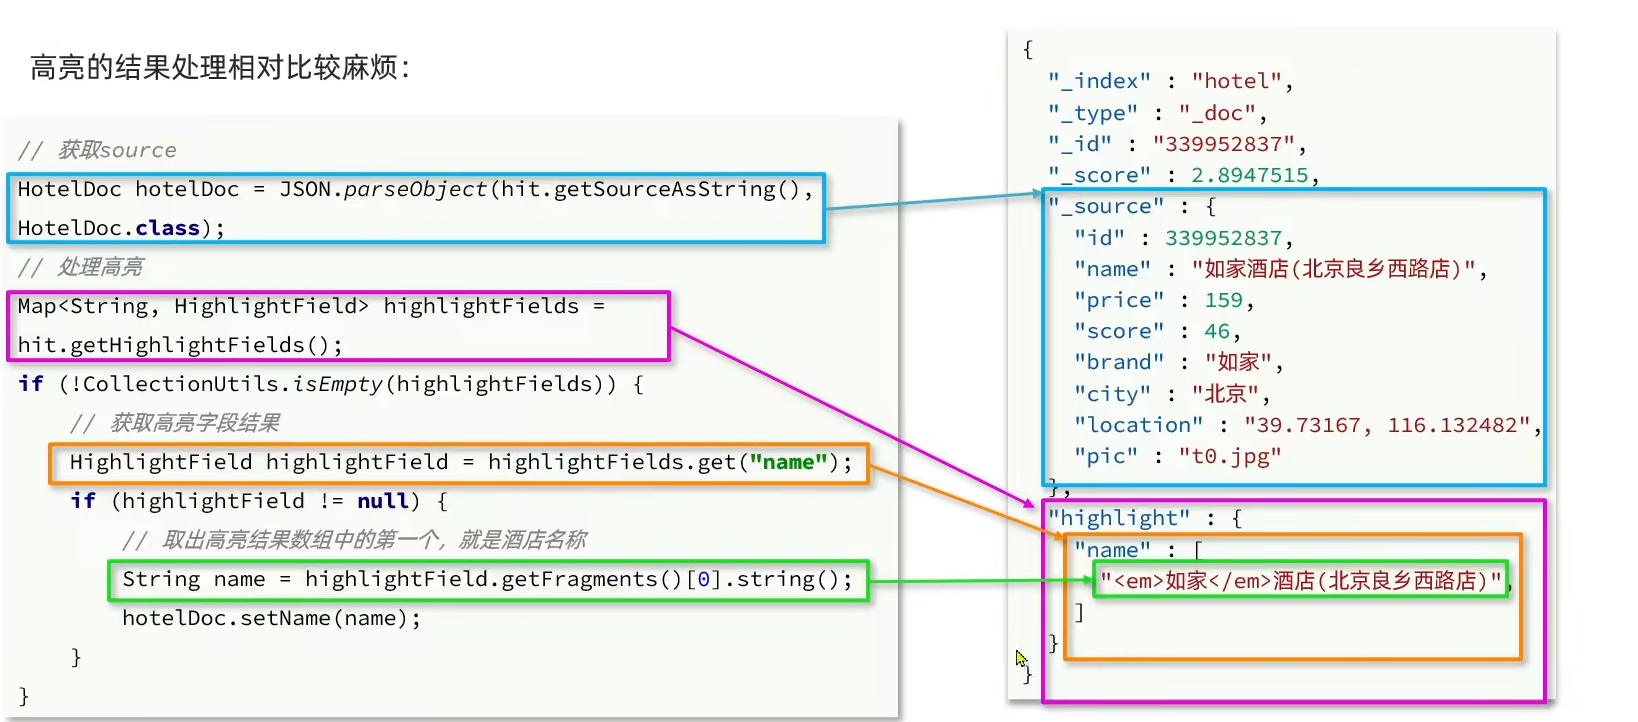 高亮的结果处理相对比较麻烦：
// 获取source
HotelDoc hotelDoc = JSON.parseObject(hit.getSourceAsString(),
HotelDoc.class);
// 处理高亮
Map<String, HighlightField> highlightFields =
hit.getHighlightFields();
if (!CollectionUtils.isEmpty(highlightFields)) {
// 获取高亮字段结果
HighlightField highlightField = highlightFields.get("name");
if (highlightField != null) {
// 取出高亮结果数组中的第一个，就是酒店名称
String name = highlightField.getFragments()[0].string();
hotelDoc.setName(name);
}
}
{
"_index" : "hotel",
"_type" : "_doc",
"_id" : "339952837",
"_score" : 2.8947515,
"_source" : {
"id" : 339952837,
"name" : "如家酒店(北京良乡西路店)",
"price" : 159,
"score" : 46,
"brand" : "如家",
"city" : "北京",
"location" : "39.73167, 116.132482",
"pic" : "t0.jpg"
},
"highlight" : {
"name" : [
"<em>如家</em>酒店(北京良乡西路店)",
]
}
}